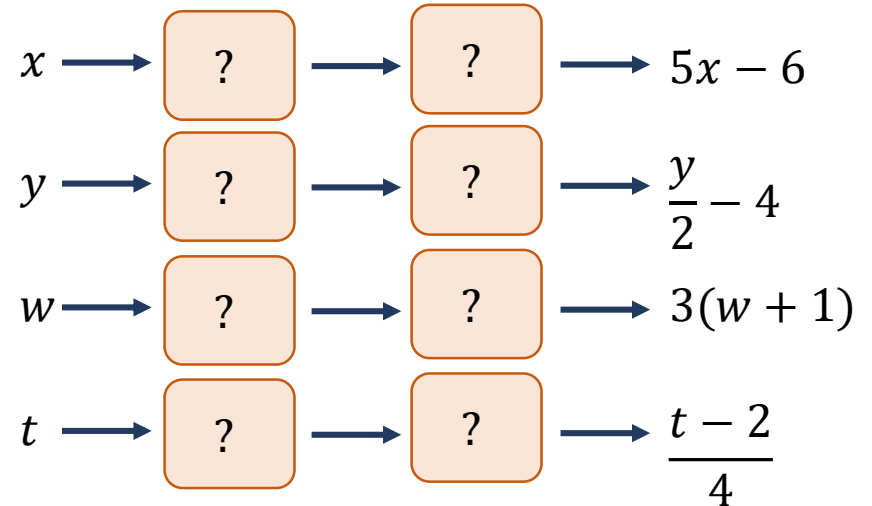 x ? ? 5x − 6
y ? ? y/2 − 4
w ? ? 3(w + 1)
t ? ? (t − 2)/4